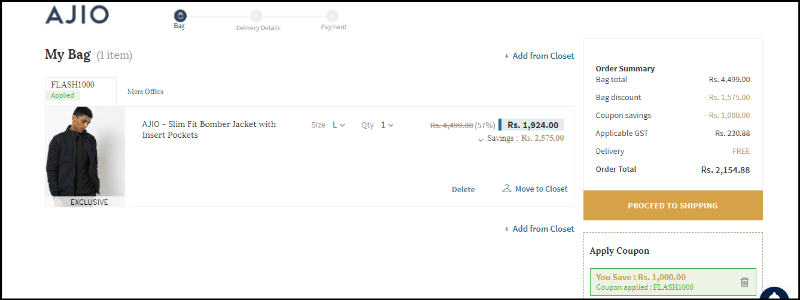 AJIO
Bag
Delivery Details
Payment
My Bag (1 item)
+ Add from Closet
FLASH1000
Applied
More Offers
AJIO - Slim Fit Bomber Jacket with
Insert Pockets
Size L
Qty 1
Rs. 4,499.00 (57%) Rs. 1,924.00
Savings : Rs. 2,575.00
EXCLUSIVE
Delete
Move to Closet
+ Add from Closet
Order Summary
Bag total Rs. 4,499.00
Bag discount - Rs. 1,575.00
Coupon savings - Rs. 1,000.00
Applicable GST Rs. 230.88
Delivery FREE
Order Total Rs. 2,154.88
PROCEED TO SHIPPING
Apply Coupon
You Save : Rs. 1,000.00
Coupon applied : FLASH1000